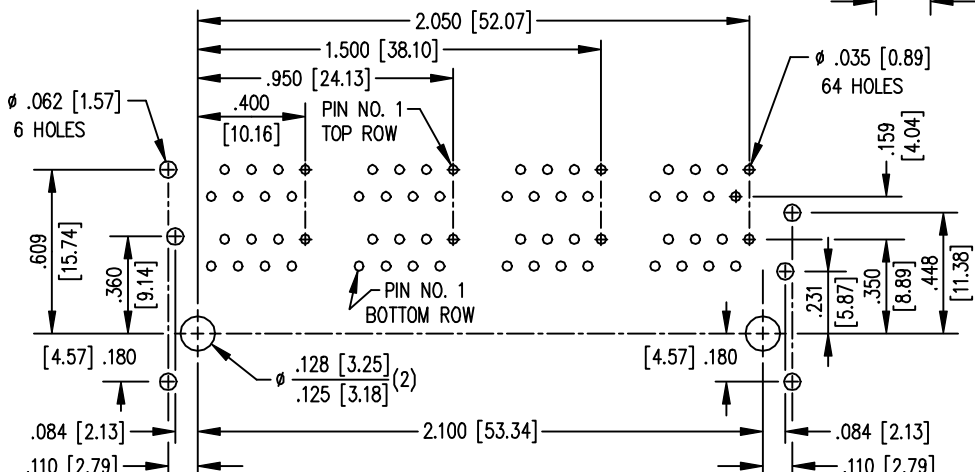 2.050 [52.07]
1.500 [38.10]
.950 [24.13]
ϕ .035 [0.89]
64 HOLES
ϕ .062 [1.57]
6 HOLES
.400
[10.16]
PIN NO. 1
TOP ROW
.159
[4.04]
.609
[15.74]
.360
[9.14]
PIN NO. 1
BOTTOM ROW
.231
[5.87]
.350
[8.89]
.448
[11.38]
[4.57] .180
ϕ .128 [3.25]
.125 [3.18] (2)
[4.57] .180
.084 [2.13]
2.100 [53.34]
.084 [2.13]
.110 [2.79]
.110 [2.79]